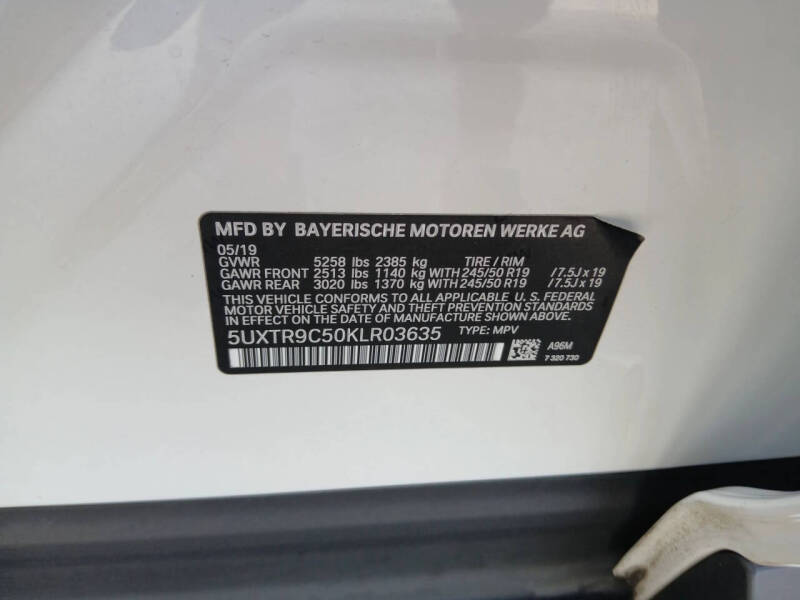 MFD BY BAYERISCHE MOTOREN WERKE AG
05/19
GVWR 5258 lbs 2385 kg TIRE / RIM
GAWR FRONT 2513 lbs 1140 kg WITH 245/50 R19 / 7.5J x 19
GAWR REAR 3020 lbs 1370 kg WITH 245/50 R19 / 7.5J x 19
THIS VEHICLE CONFORMS TO ALL APPLICABLE U.S. FEDERAL
MOTOR VEHICLE SAFETY AND THEFT PREVENTION
STANDARDS IN EFFECT ON THE DATE OF MANUFACTURE SHOWN ABOVE.
5UXTR9C50KLR03635 TYPE: MPV
A96M
7 320 730